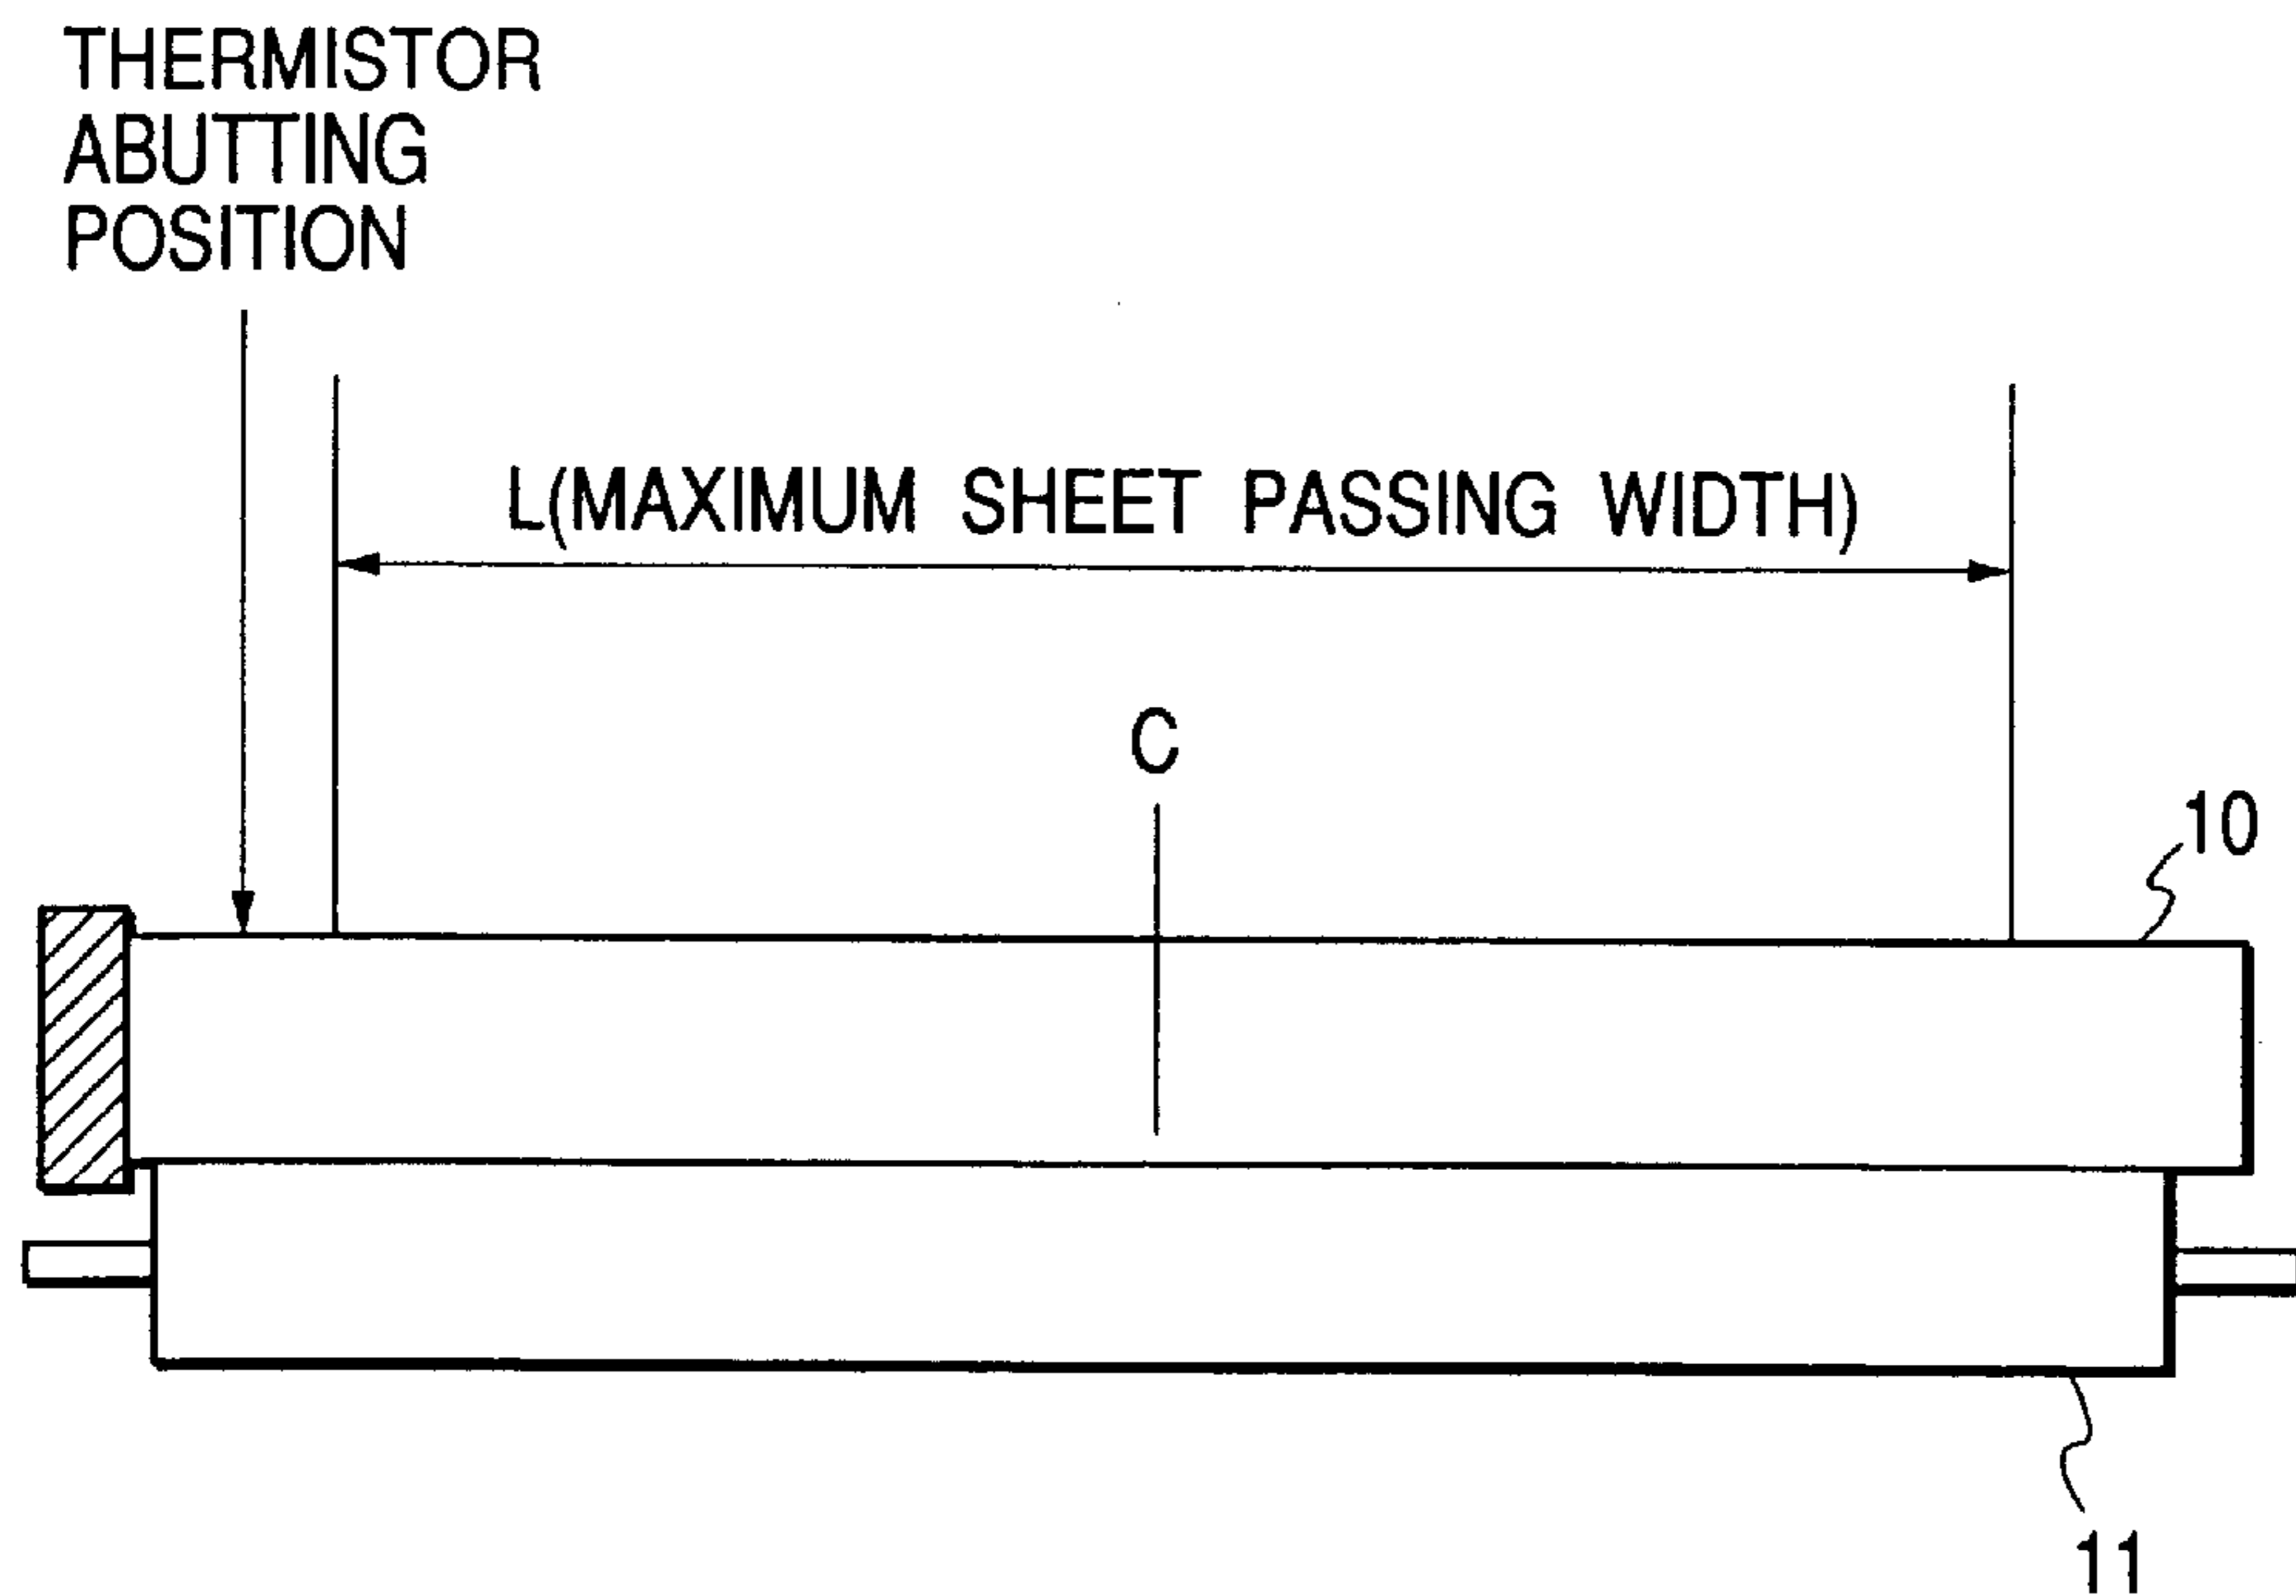 THERMISTOR
ABUTTING
POSITION
L(MAXIMUM SHEET PASSING WIDTH)
C
10
11